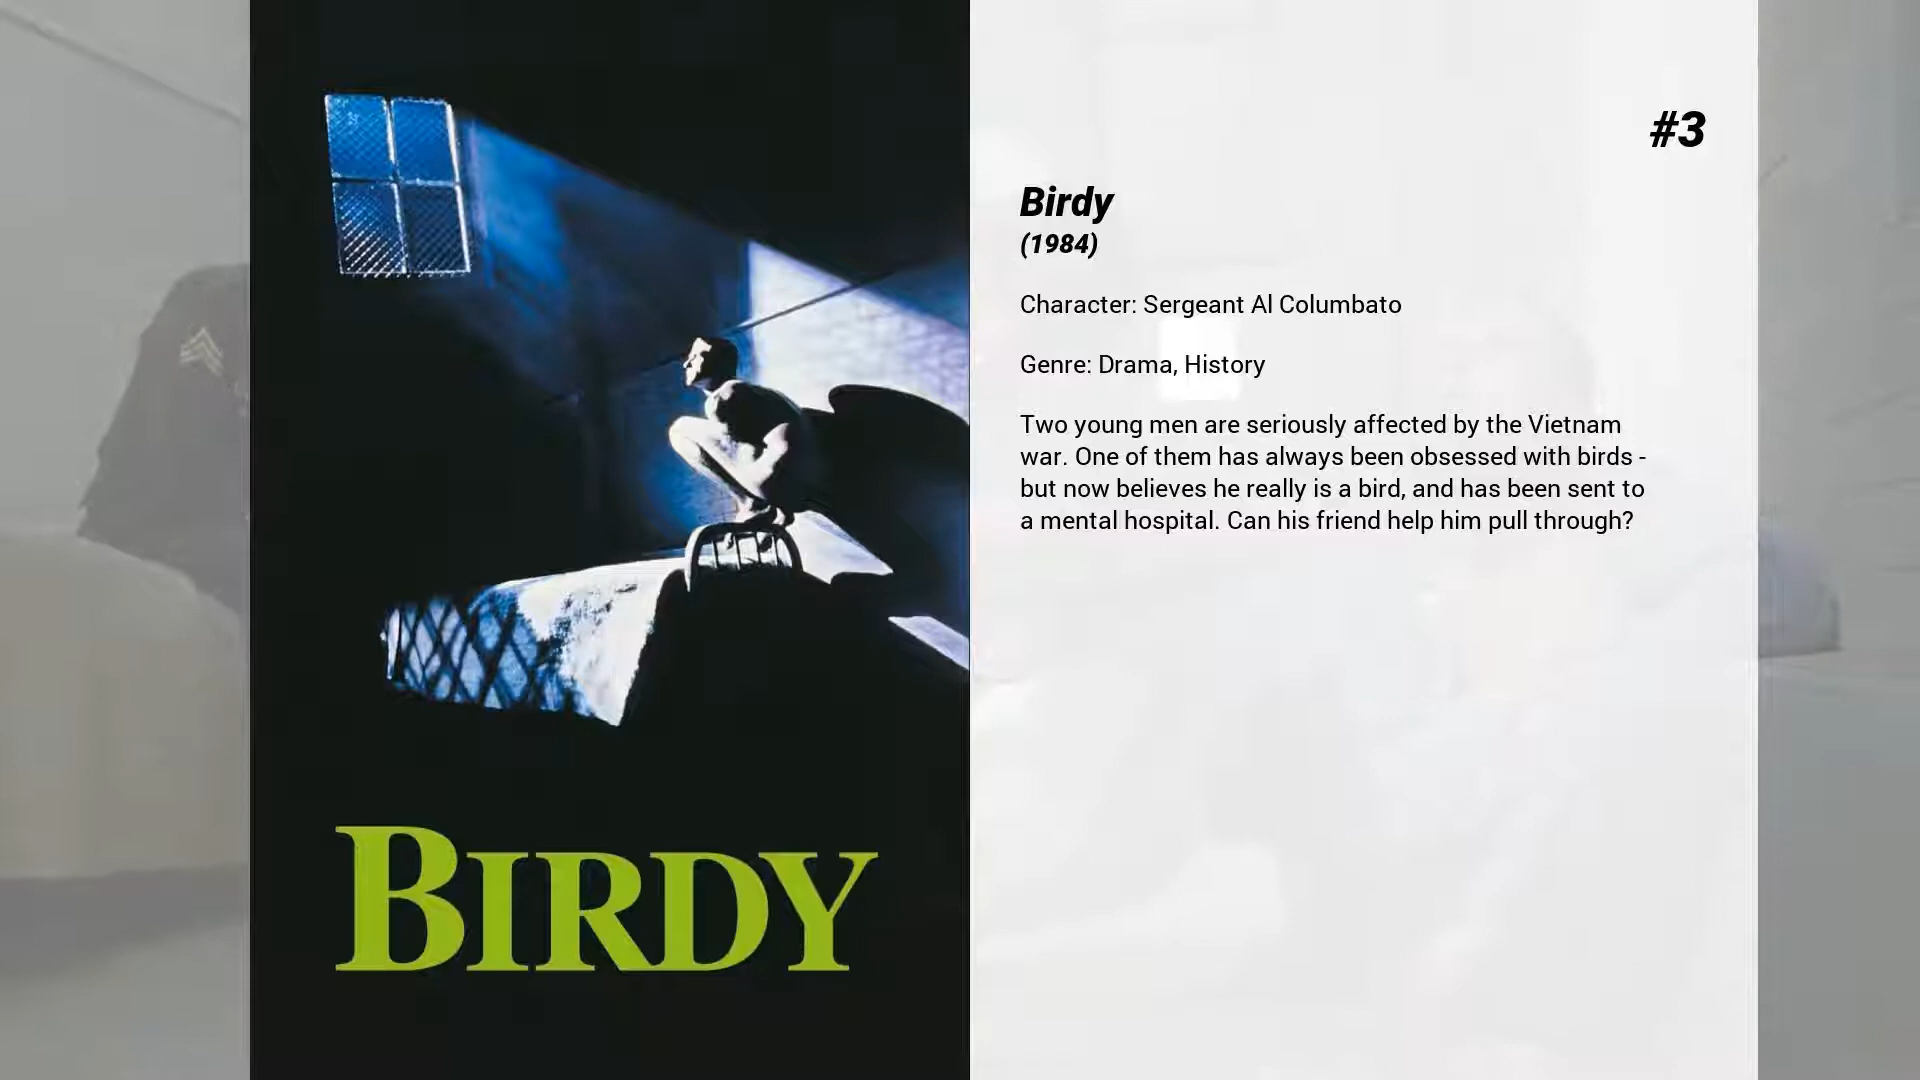 BIRDY
#3
Birdy
(1984)
Character: Sergeant Al Columbato
Genre: Drama, History
Two young men are seriously affected by the Vietnam
war. One of them has always been obsessed with birds -
but now believes he really is a bird, and has been sent to
a mental hospital. Can his friend help him pull through?